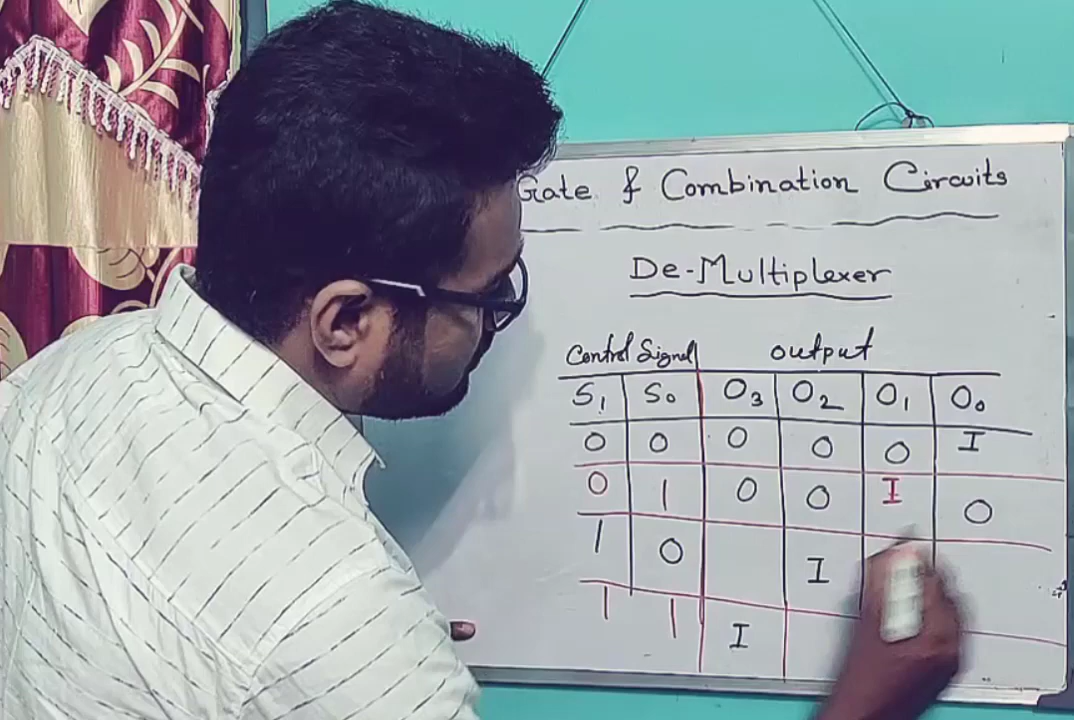 Gate & Combination Circuits
De-Multiplexer
Control Signal output
S₁ S₀ O₃ O₂ O₁ O₀
0 0 0 0 0 I
0 1 0 0 I 0
1 0 I
1 1 I